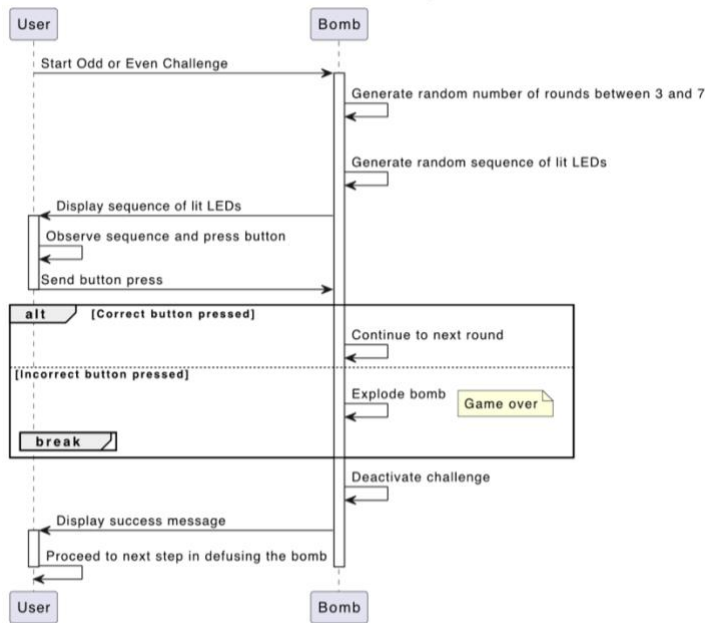 User
Bomb
Start Odd or Even Challenge
Generate random number of rounds between 3 and 7
Generate random sequence of lit LEDs
Display sequence of lit LEDs
Observe sequence and press button
Send button press
alt [Correct button pressed]
Continue to next round
[Incorrect button pressed]
Explode bomb
Game over
break
Deactivate challenge
Display success message
Proceed to next step in defusing the bomb
User
Bomb